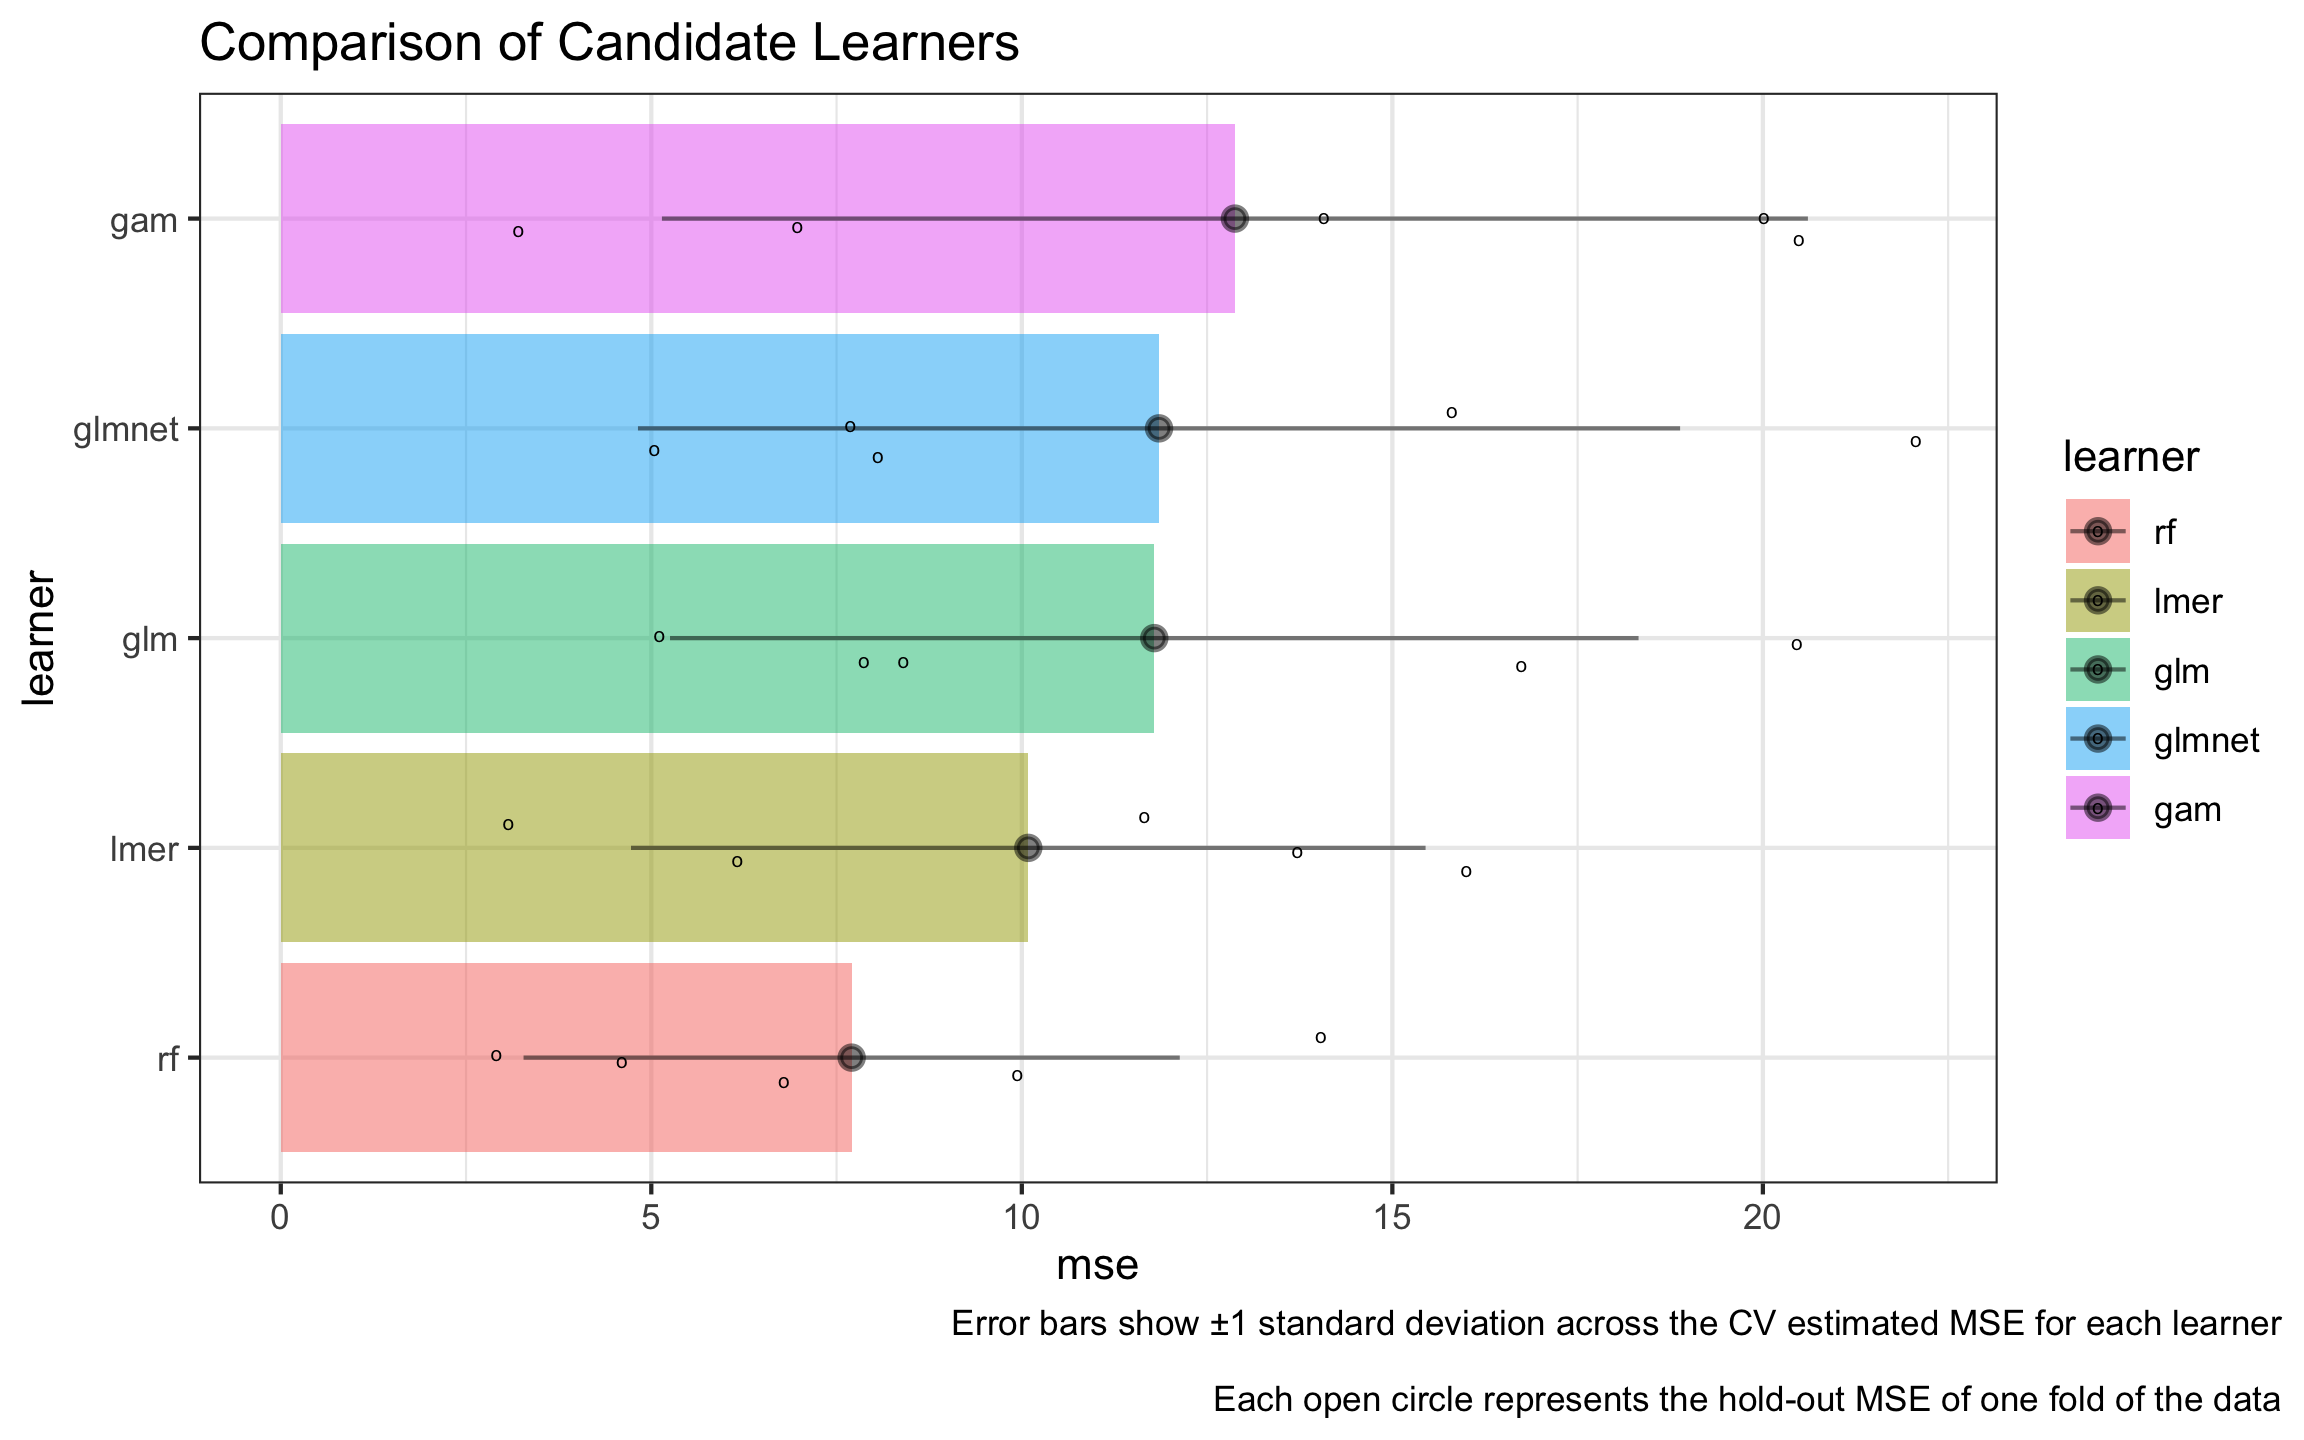 Comparison of Candidate Learners
gam
glmnet
glm
lmer
rf
learner
0 5 10 15 20
mse
learner
rf
lmer
glm
glmnet
gam
Error bars show ±1 standard deviation across the CV estimated MSE for each learner
Each open circle represents the hold-out MSE of one fold of the data